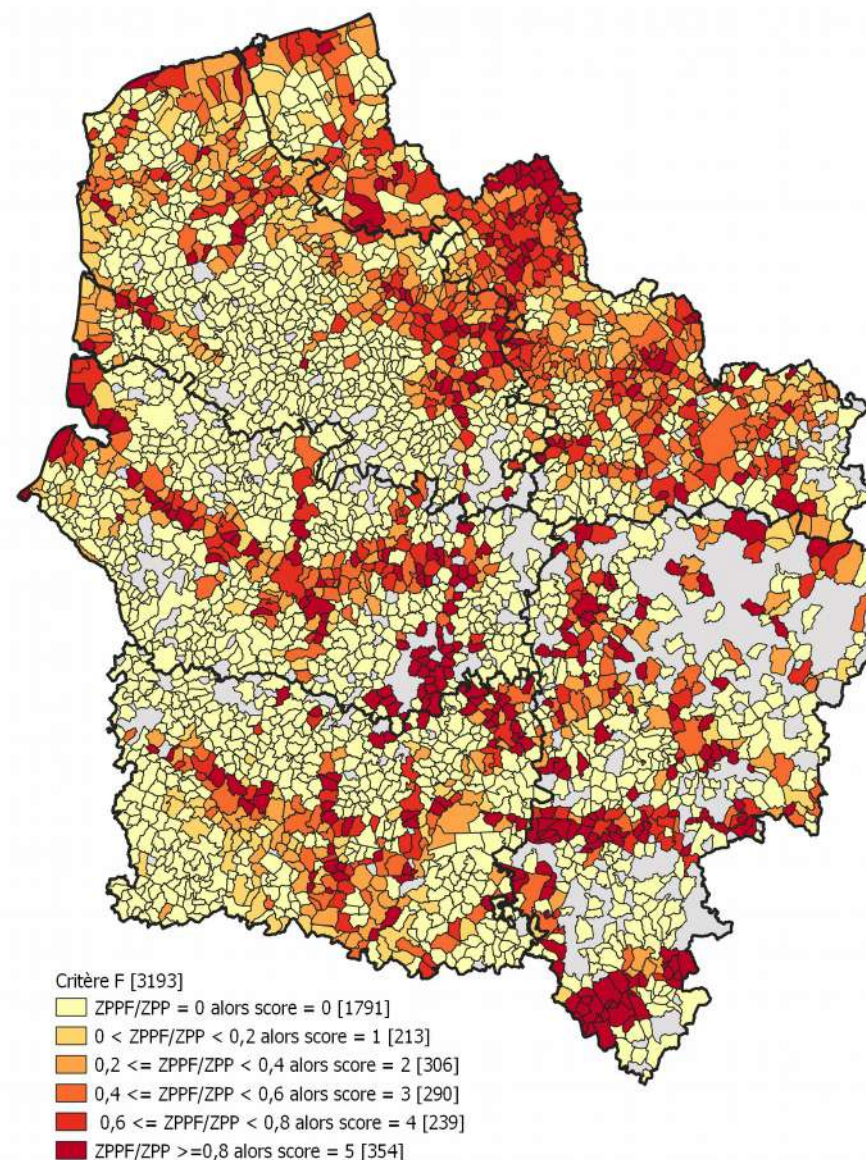 Critère F [3193]
ZPPF/ZPP = 0 alors score = 0 [1791]
0 < ZPPF/ZPP < 0,2 alors score = 1 [213]
0,2 <= ZPPF/ZPP < 0,4 alors score = 2 [306]
0,4 <= ZPPF/ZPP < 0,6 alors score = 3 [290]
0,6 <= ZPPF/ZPP < 0,8 alors score = 4 [239]
ZPPF/ZPP >=0,8 alors score = 5 [354]